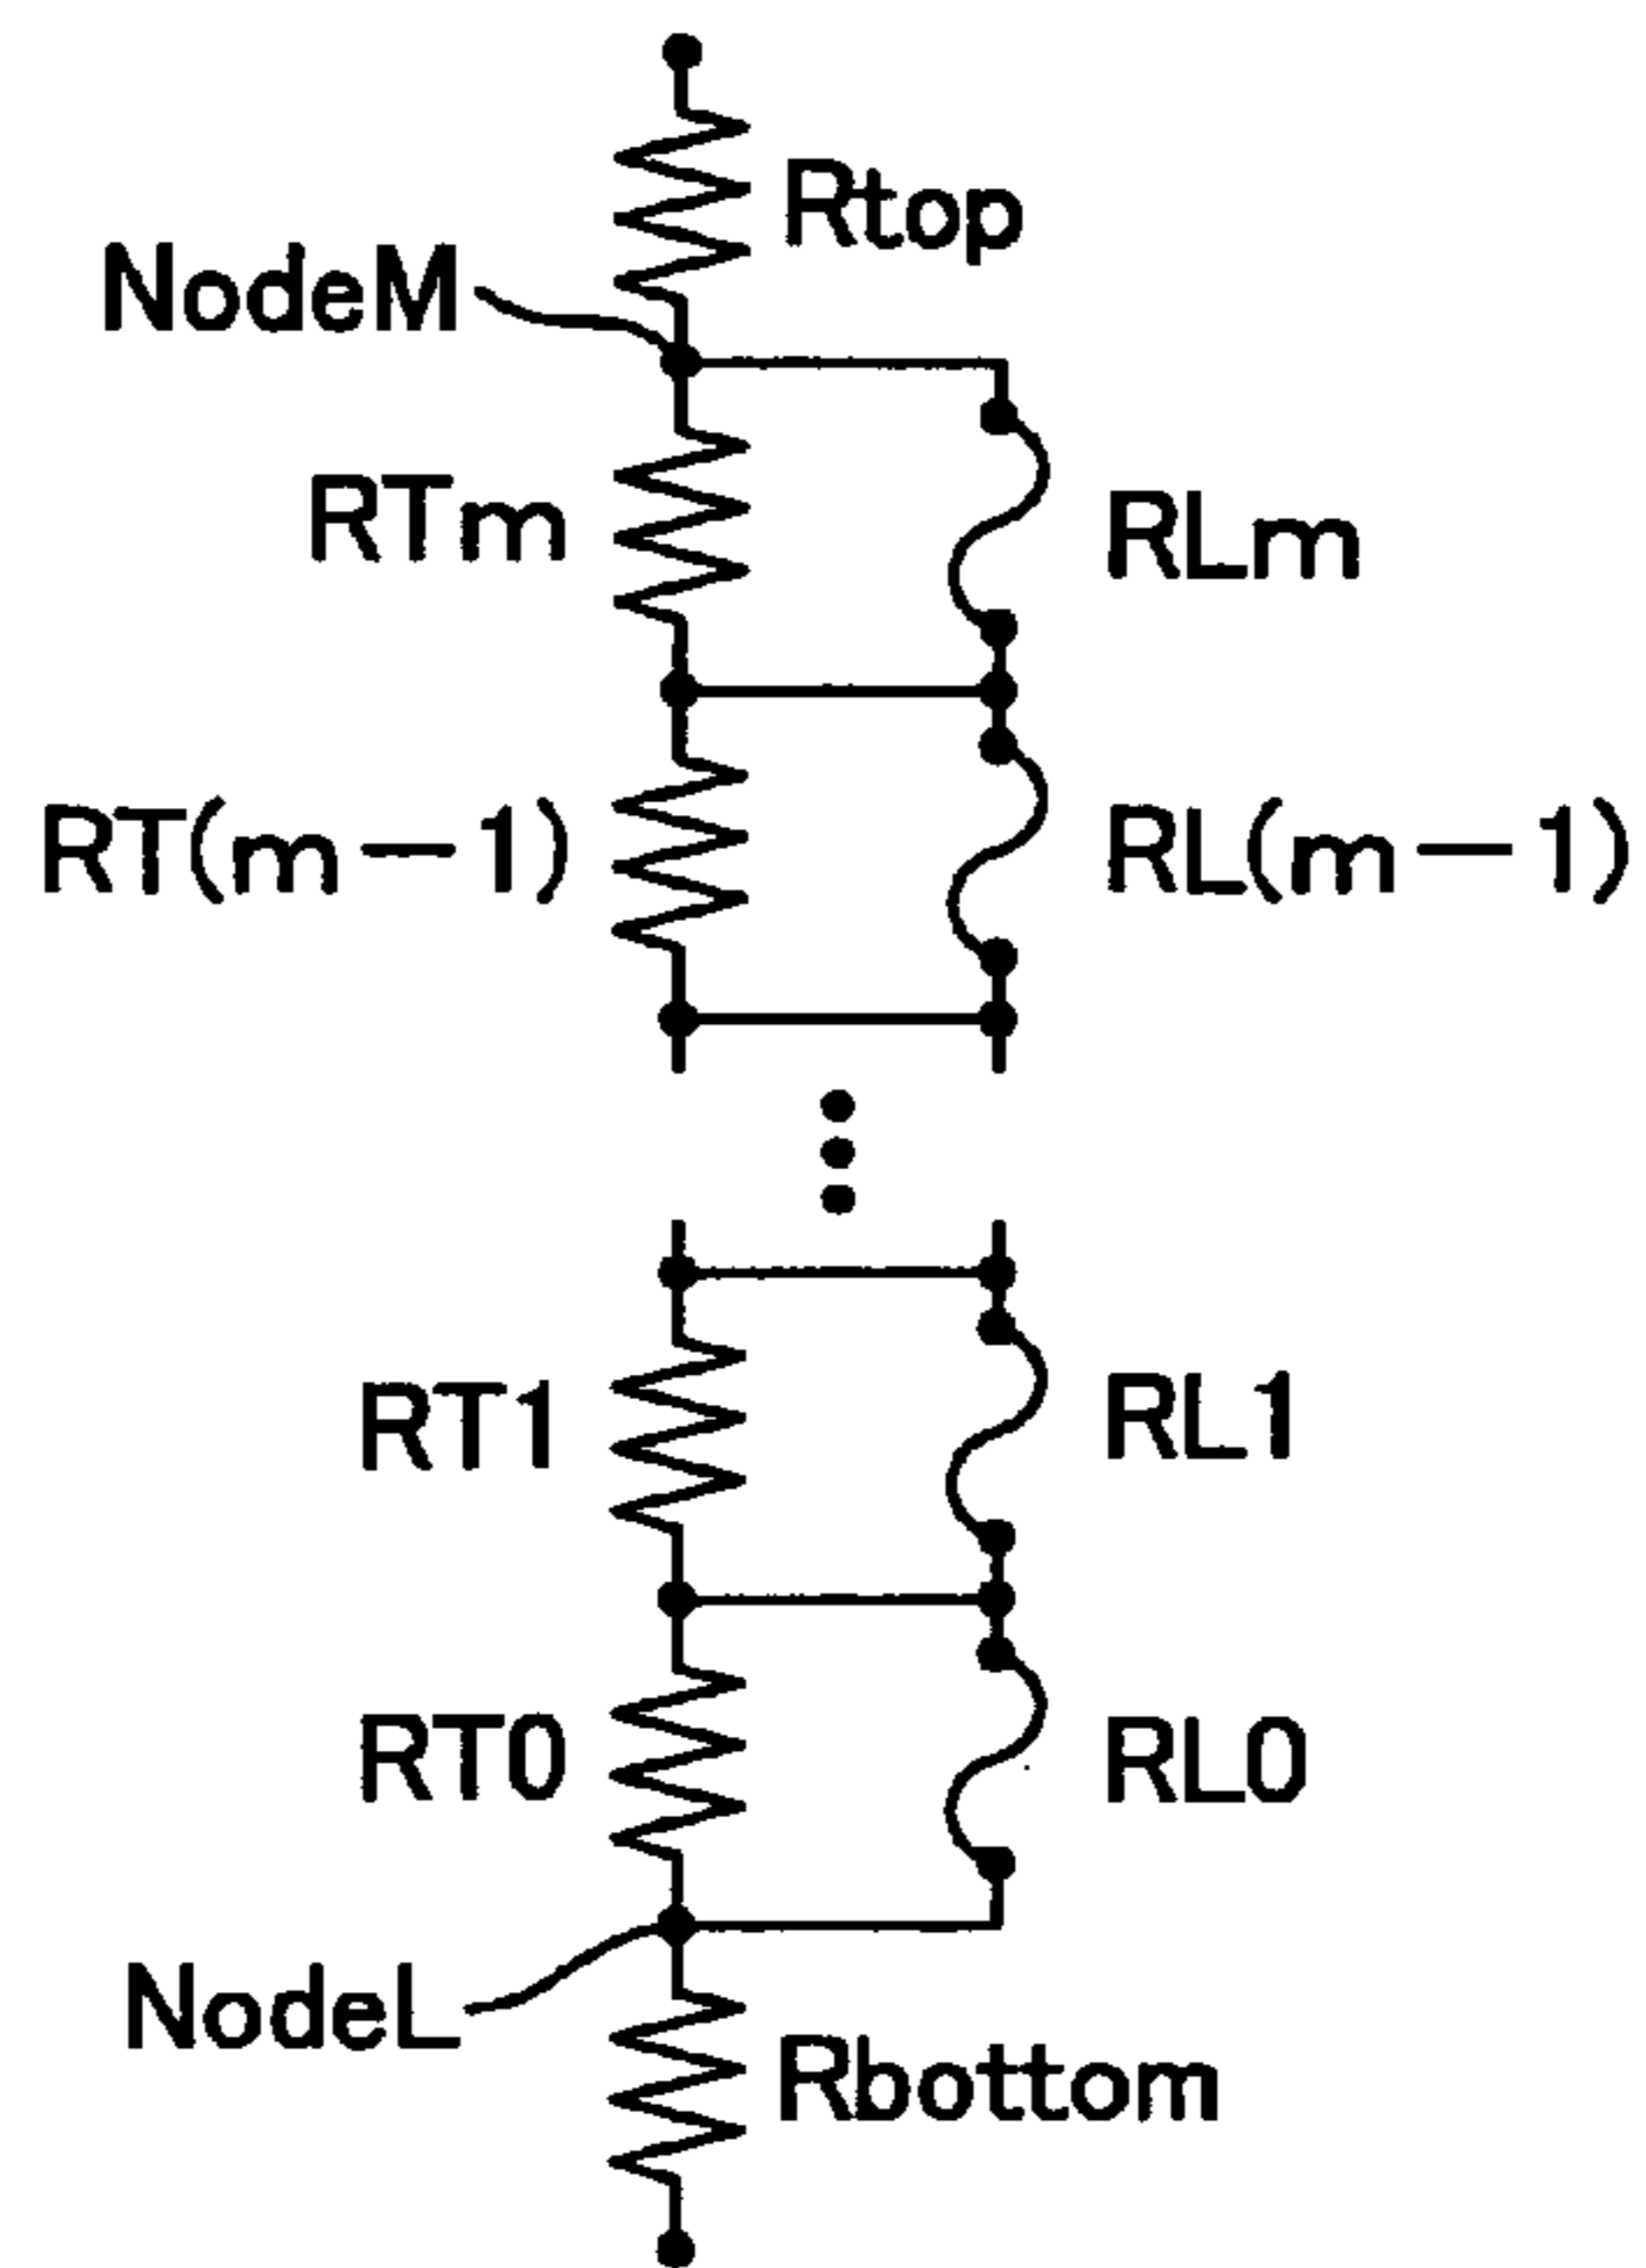 Rtop
NodeM
RTm
RLm
RT(m−1)
RL(m−1)
RT1
RL1
RT0
RL0
NodeL
Rbottom